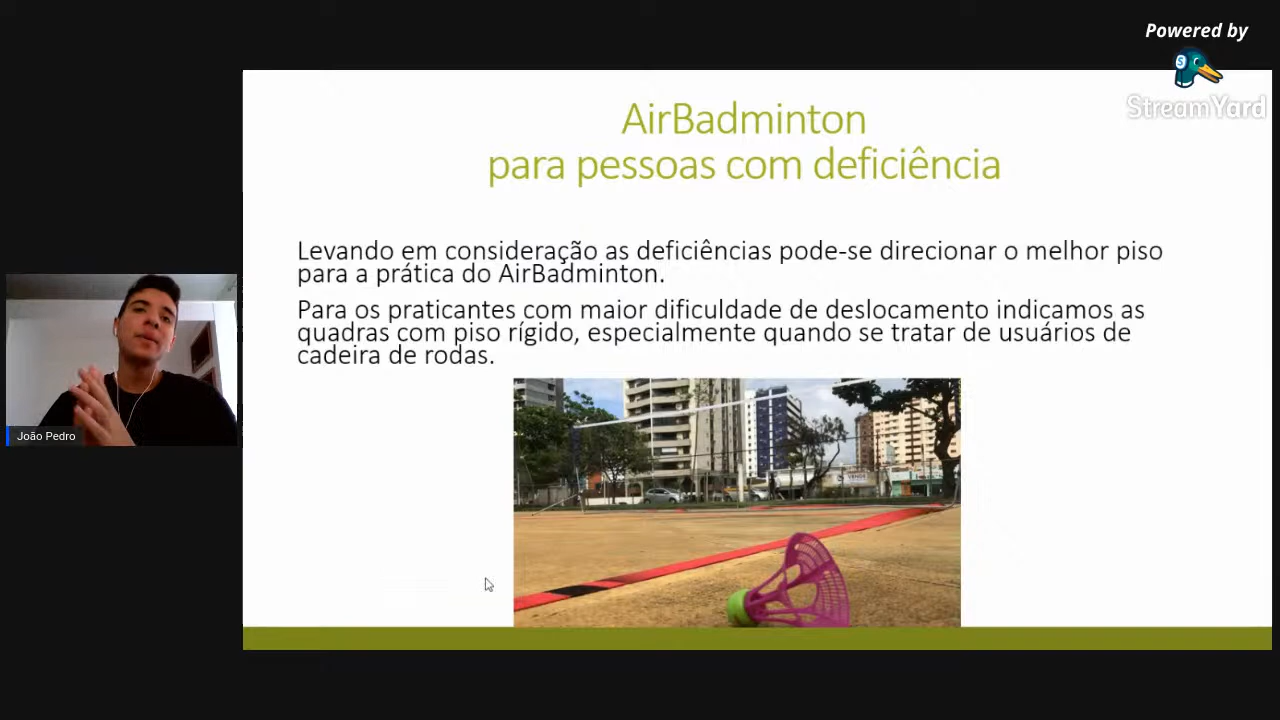 Powered by
StreamYard
AirBadminton
para pessoas com deficiência
Levando em consideração as deficiências pode-se direcionar o melhor piso
para a prática do AirBadminton.
Para os praticantes com maior dificuldade de deslocamento indicamos as
quadras com piso rígido, especialmente quando se tratar de usuários de
cadeira de rodas.
João Pedro